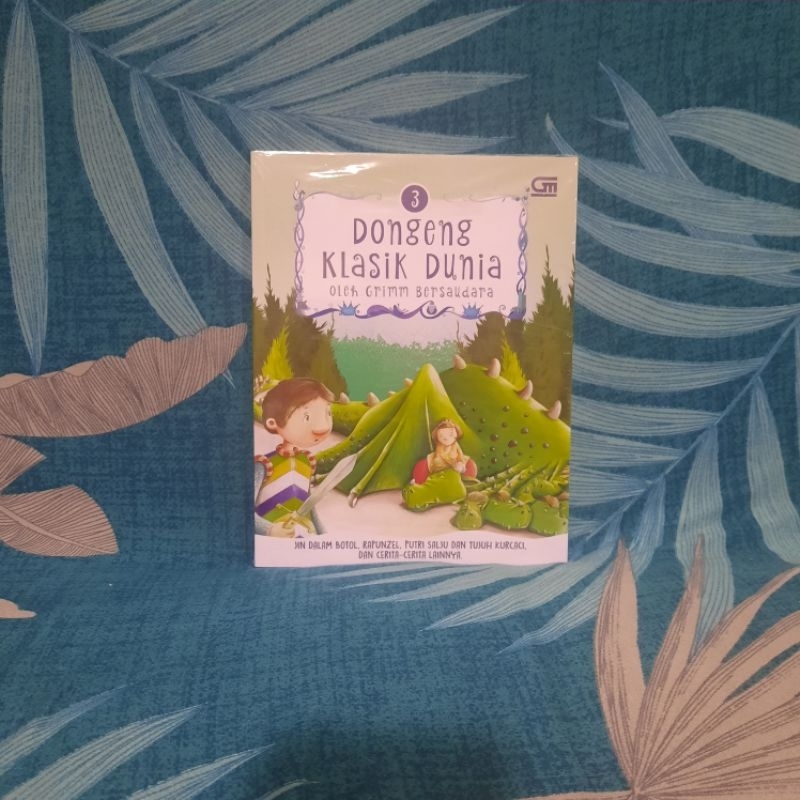 3
GM
Dongeng
Klasik Dunia
oleh Grimm Bersaudara
JIN DALAM BOTOL, RAPUNZEL, PUTRI SALJU DAN TUJUH KURCACI,
DAN CERITA-CERITA LAINNYA.